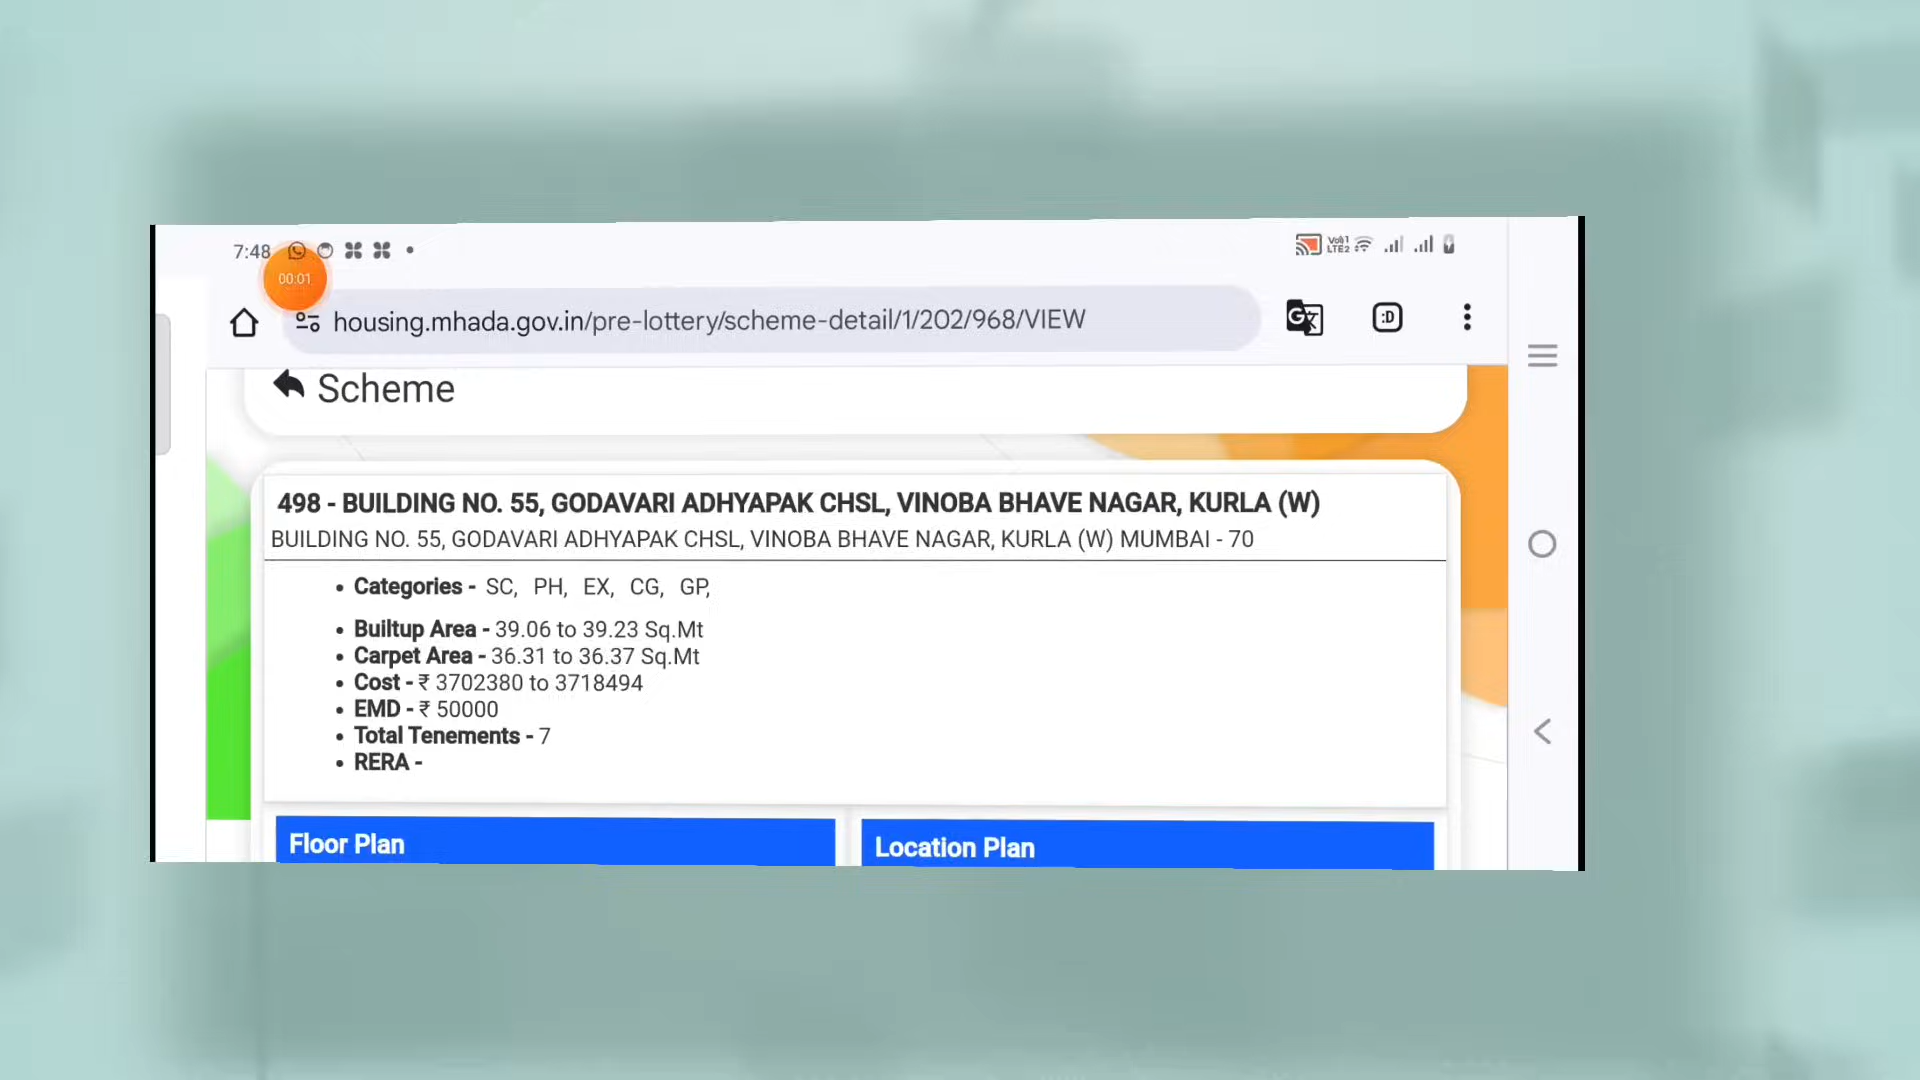 7:48
Vo))1
LTE2
00:01
housing.mhada.gov.in/pre-lottery/scheme-detail/1/202/968/VIEW
:D
Scheme
498 - BUILDING NO. 55, GODAVARI ADHYAPAK CHSL, VINOBA BHAVE NAGAR, KURLA (W)
BUILDING NO. 55, GODAVARI ADHYAPAK CHSL, VINOBA BHAVE NAGAR, KURLA (W) MUMBAI - 70
• Categories - SC, PH, EX, CG, GP,
• Builtup Area - 39.06 to 39.23 Sq.Mt
• Carpet Area - 36.31 to 36.37 Sq.Mt
• Cost - ₹ 3702380 to 3718494
• EMD - ₹ 50000
• Total Tenements - 7
• RERA -
Floor Plan
Location Plan